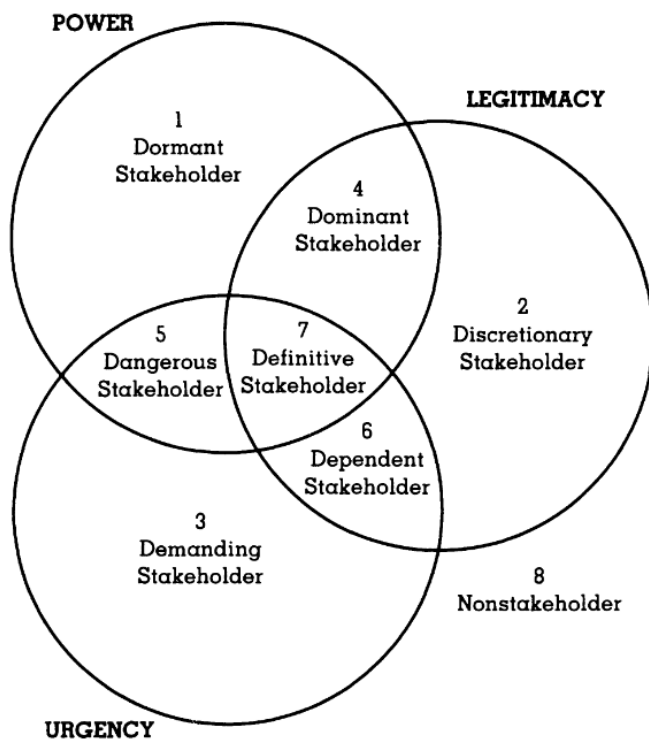 POWER
LEGITIMACY
1
Dormant
Stakeholder
4
Dominant
Stakeholder
2
Discretionary
Stakeholder
5
Dangerous
Stakeholder
7
Definitive
Stakeholder
6
Dependent
Stakeholder
3
Demanding
Stakeholder
8
Nonstakeholder
URGENCY